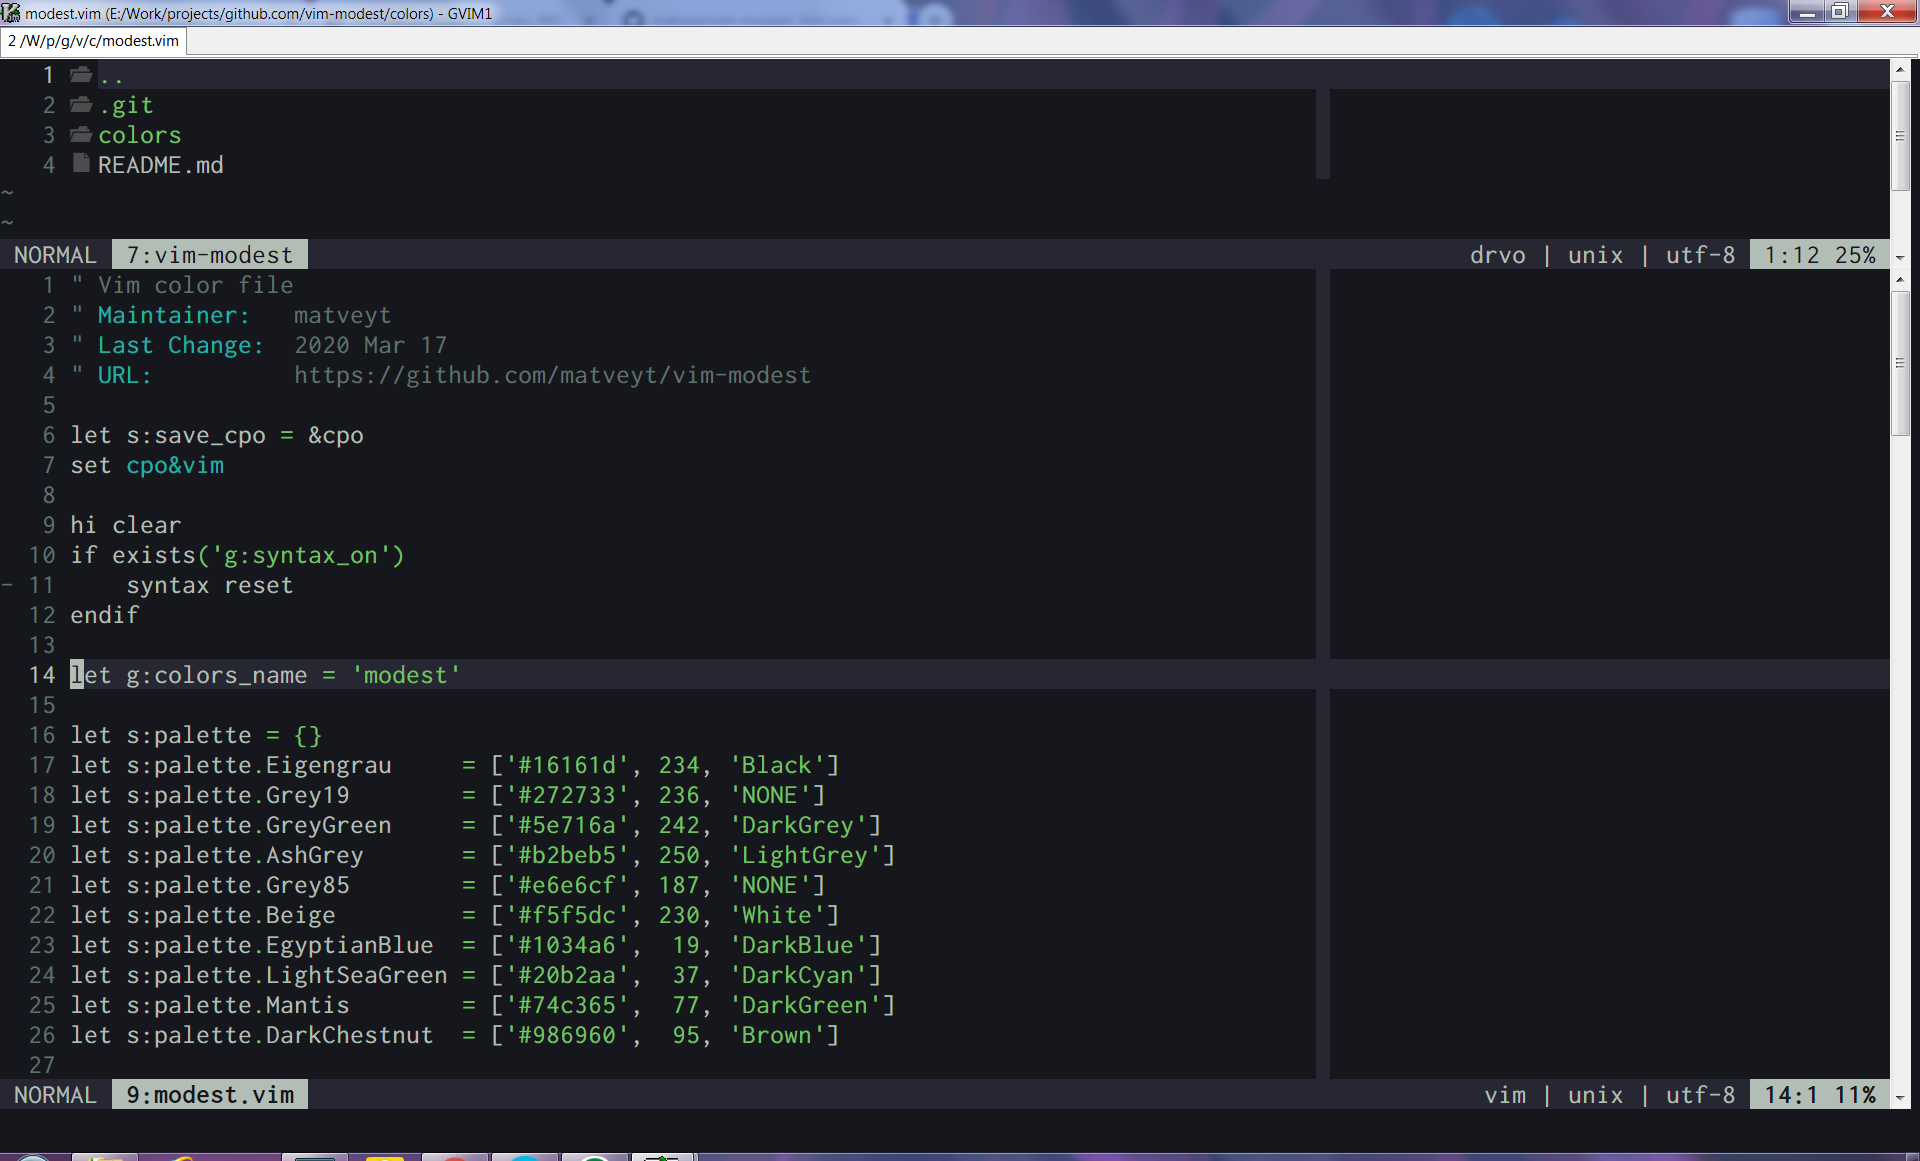 modest.vim (E:/Work/projects/github.com/vim-modest/colors) - GVIM1
2 /W/p/g/v/c/modest.vim
1 ..
2 .git
3 colors
4 README.md
~
~
NORMAL 7:vim-modest drvo | unix | utf-8 1:12 25%
1 " Vim color file
2 " Maintainer:   matveyt
3 " Last Change:  2020 Mar 17
4 " URL:          https://github.com/matveyt/vim-modest
5
6 let s:save_cpo = &cpo
7 set cpo&vim
8
9 hi clear
10 if exists('g:syntax_on')
- 11     syntax reset
12 endif
13
14 let g:colors_name = 'modest'
15
16 let s:palette = {}
17 let s:palette.Eigengrau     = ['#16161d', 234, 'Black']
18 let s:palette.Grey19        = ['#272733', 236, 'NONE']
19 let s:palette.GreyGreen     = ['#5e716a', 242, 'DarkGrey']
20 let s:palette.AshGrey       = ['#b2beb5', 250, 'LightGrey']
21 let s:palette.Grey85        = ['#e6e6cf', 187, 'NONE']
22 let s:palette.Beige         = ['#f5f5dc', 230, 'White']
23 let s:palette.EgyptianBlue  = ['#1034a6',  19, 'DarkBlue']
24 let s:palette.LightSeaGreen = ['#20b2aa',  37, 'DarkCyan']
25 let s:palette.Mantis        = ['#74c365',  77, 'DarkGreen']
26 let s:palette.DarkChestnut  = ['#986960',  95, 'Brown']
27
NORMAL 9:modest.vim vim | unix | utf-8 14:1 11%